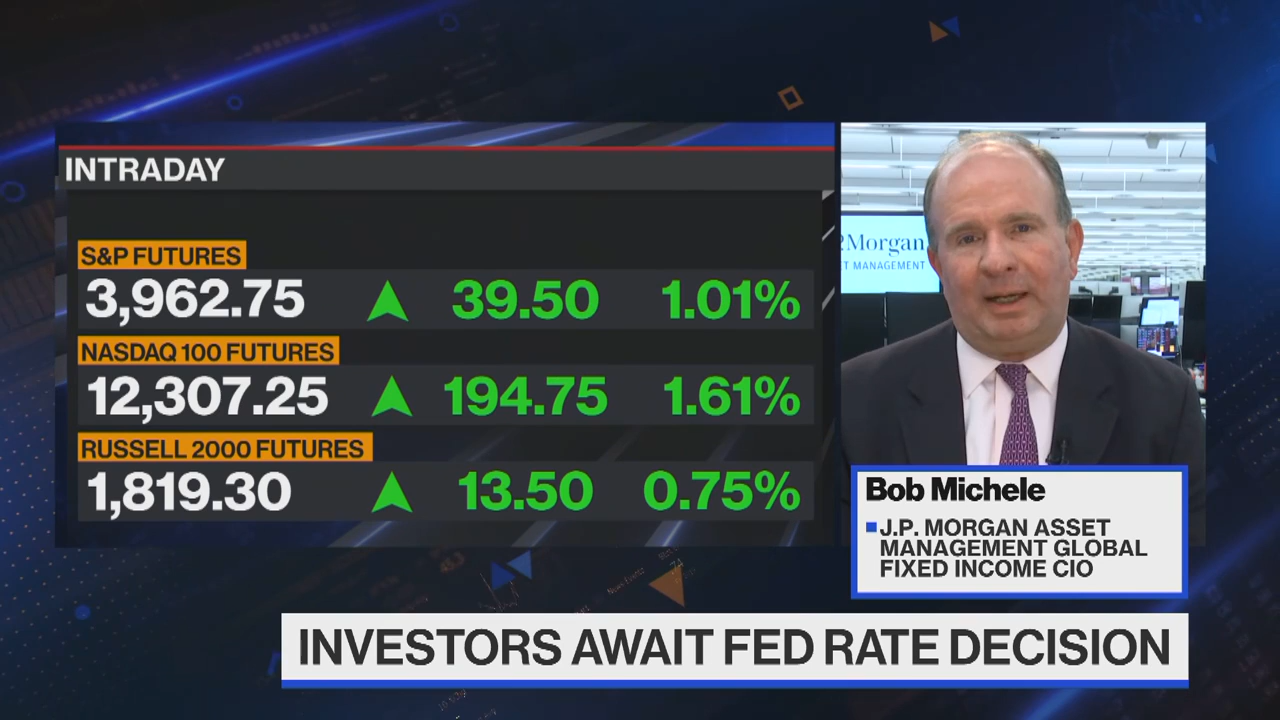 INTRADAY
S&P FUTURES
3,962.75 ▲ 39.50 1.01%
NASDAQ 100 FUTURES
12,307.25 ▲ 194.75 1.61%
RUSSELL 2000 FUTURES
1,819.30 ▲ 13.50 0.75%
Morgan
MANAGEMENT
Bob Michele
J.P. MORGAN ASSET
MANAGEMENT GLOBAL
FIXED INCOME CIO
INVESTORS AWAIT FED RATE DECISION